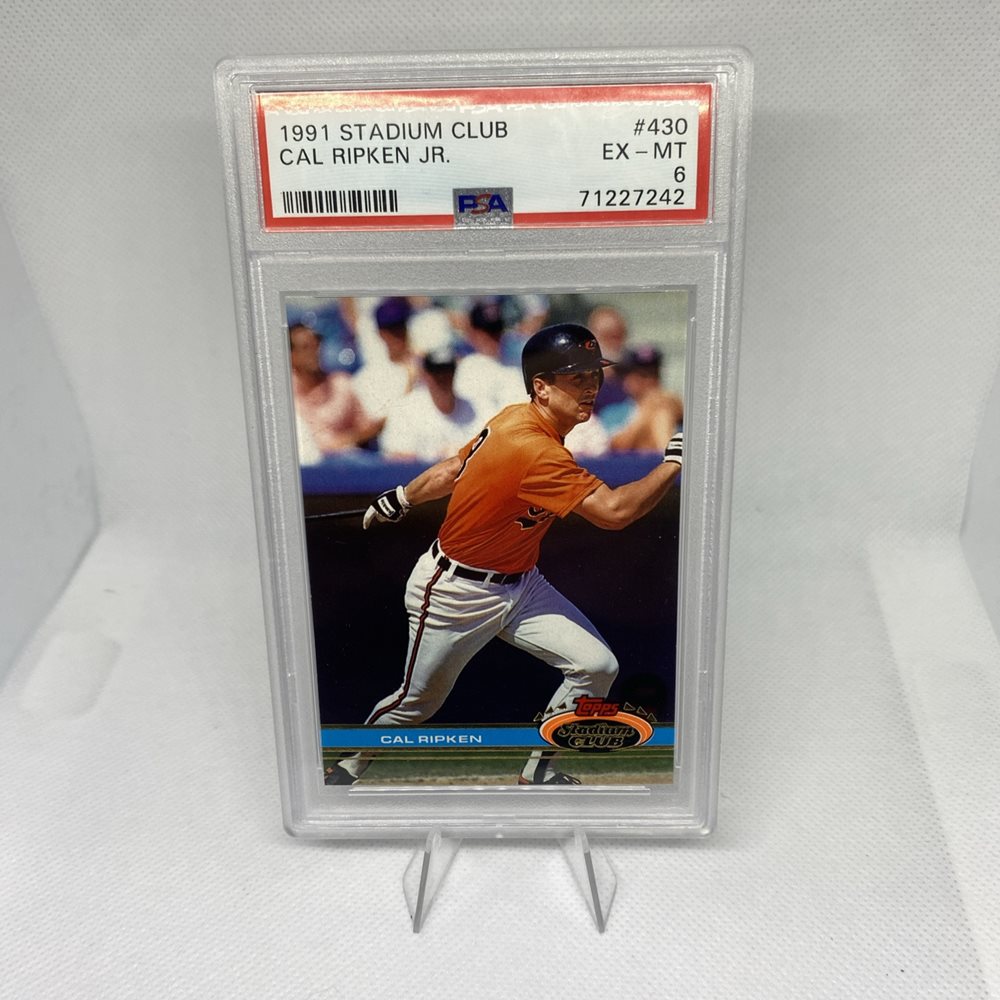 1991 STADIUM CLUB #430
CAL RIPKEN JR. EX - MT
6
PSA 71227242
Topps
Stadium
CLUB
CAL RIPKEN